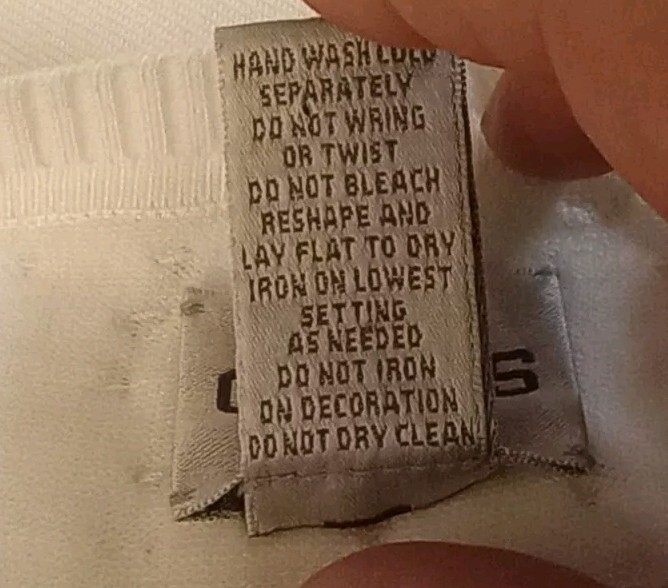 HAND WASH COLD
SEPARATELY
DO NOT WRING
OR TWIST
DO NOT BLEACH
RESHAPE AND
LAY FLAT TO DRY
IRON ON LOWEST
SETTING
AS NEEDED
DO NOT IRON
ON DECORATION
DO NOT DRY CLEAN
S